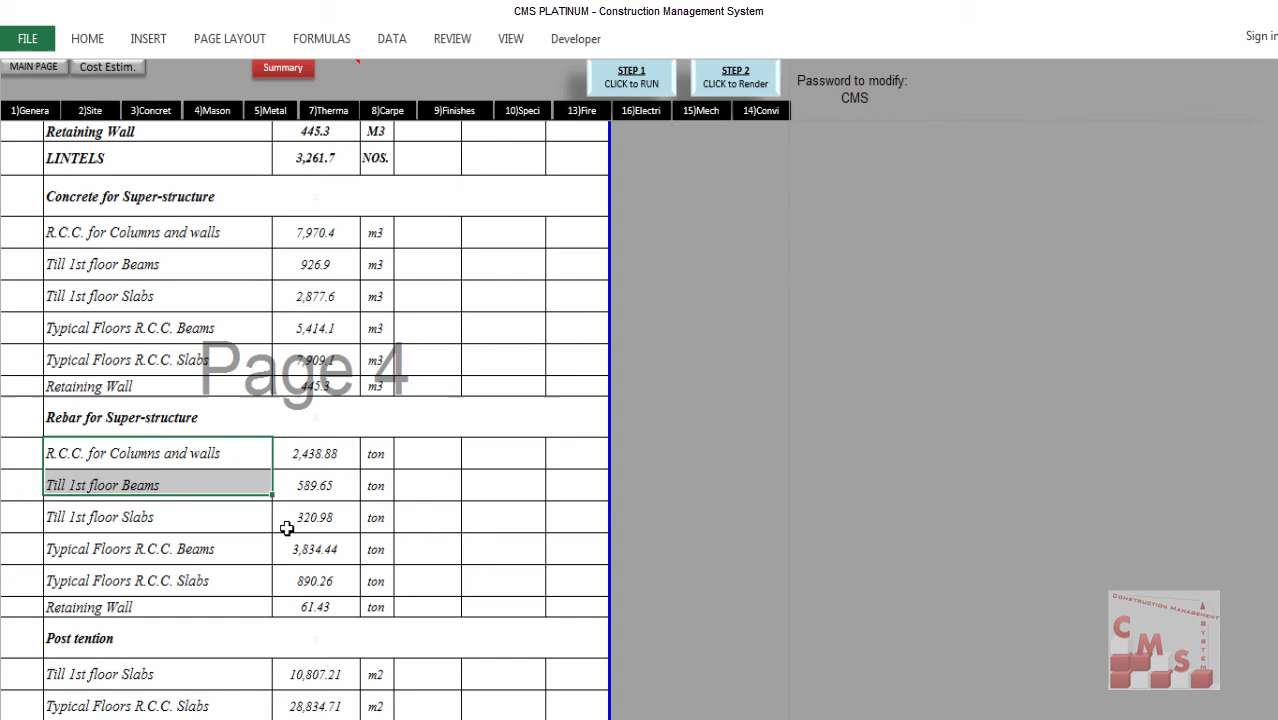 CMS PLATINUM - Construction Management System
FILE HOME INSERT PAGE LAYOUT FORMULAS DATA REVIEW VIEW Developer Sign in
MAIN PAGE Cost Estim. Summary STEP 1 CLICK to RUN STEP 2 CLICK to Render Password to modify: CMS
1)Genera 2)Site 3)Concret 4)Mason 5)Metal 7)Therma 8)Carpe 9)Finishes 10)Speci 13)Fire 16)Electri 15)Mech 14)Convi
Retaining Wall 445.3 M3
LINTELS 3,261.7 NOS.
Concrete for Super-structure
R.C.C. for Columns and walls 7,970.4 m3
Till 1st floor Beams 926.9 m3
Till 1st floor Slabs 2,877.6 m3
Typical Floors R.C.C. Beams 5,414.1 m3
Typical Floors R.C.C. Slabs 7,909.1 m3
Page 4
Retaining Wall 445.3 m3
Rebar for Super-structure
R.C.C. for Columns and walls 2,438.88 ton
Till 1st floor Beams 589.65 ton
Till 1st floor Slabs 320.98 ton
Typical Floors R.C.C. Beams 3,834.44 ton
Typical Floors R.C.C. Slabs 890.26 ton
Retaining Wall 61.43 ton
Post tention
Till 1st floor Slabs 10,807.21 m2
Typical Floors R.C.C. Slabs 28,834.71 m2
CONSTRUCTION MANAGEMENT
SYSTEM
CMS